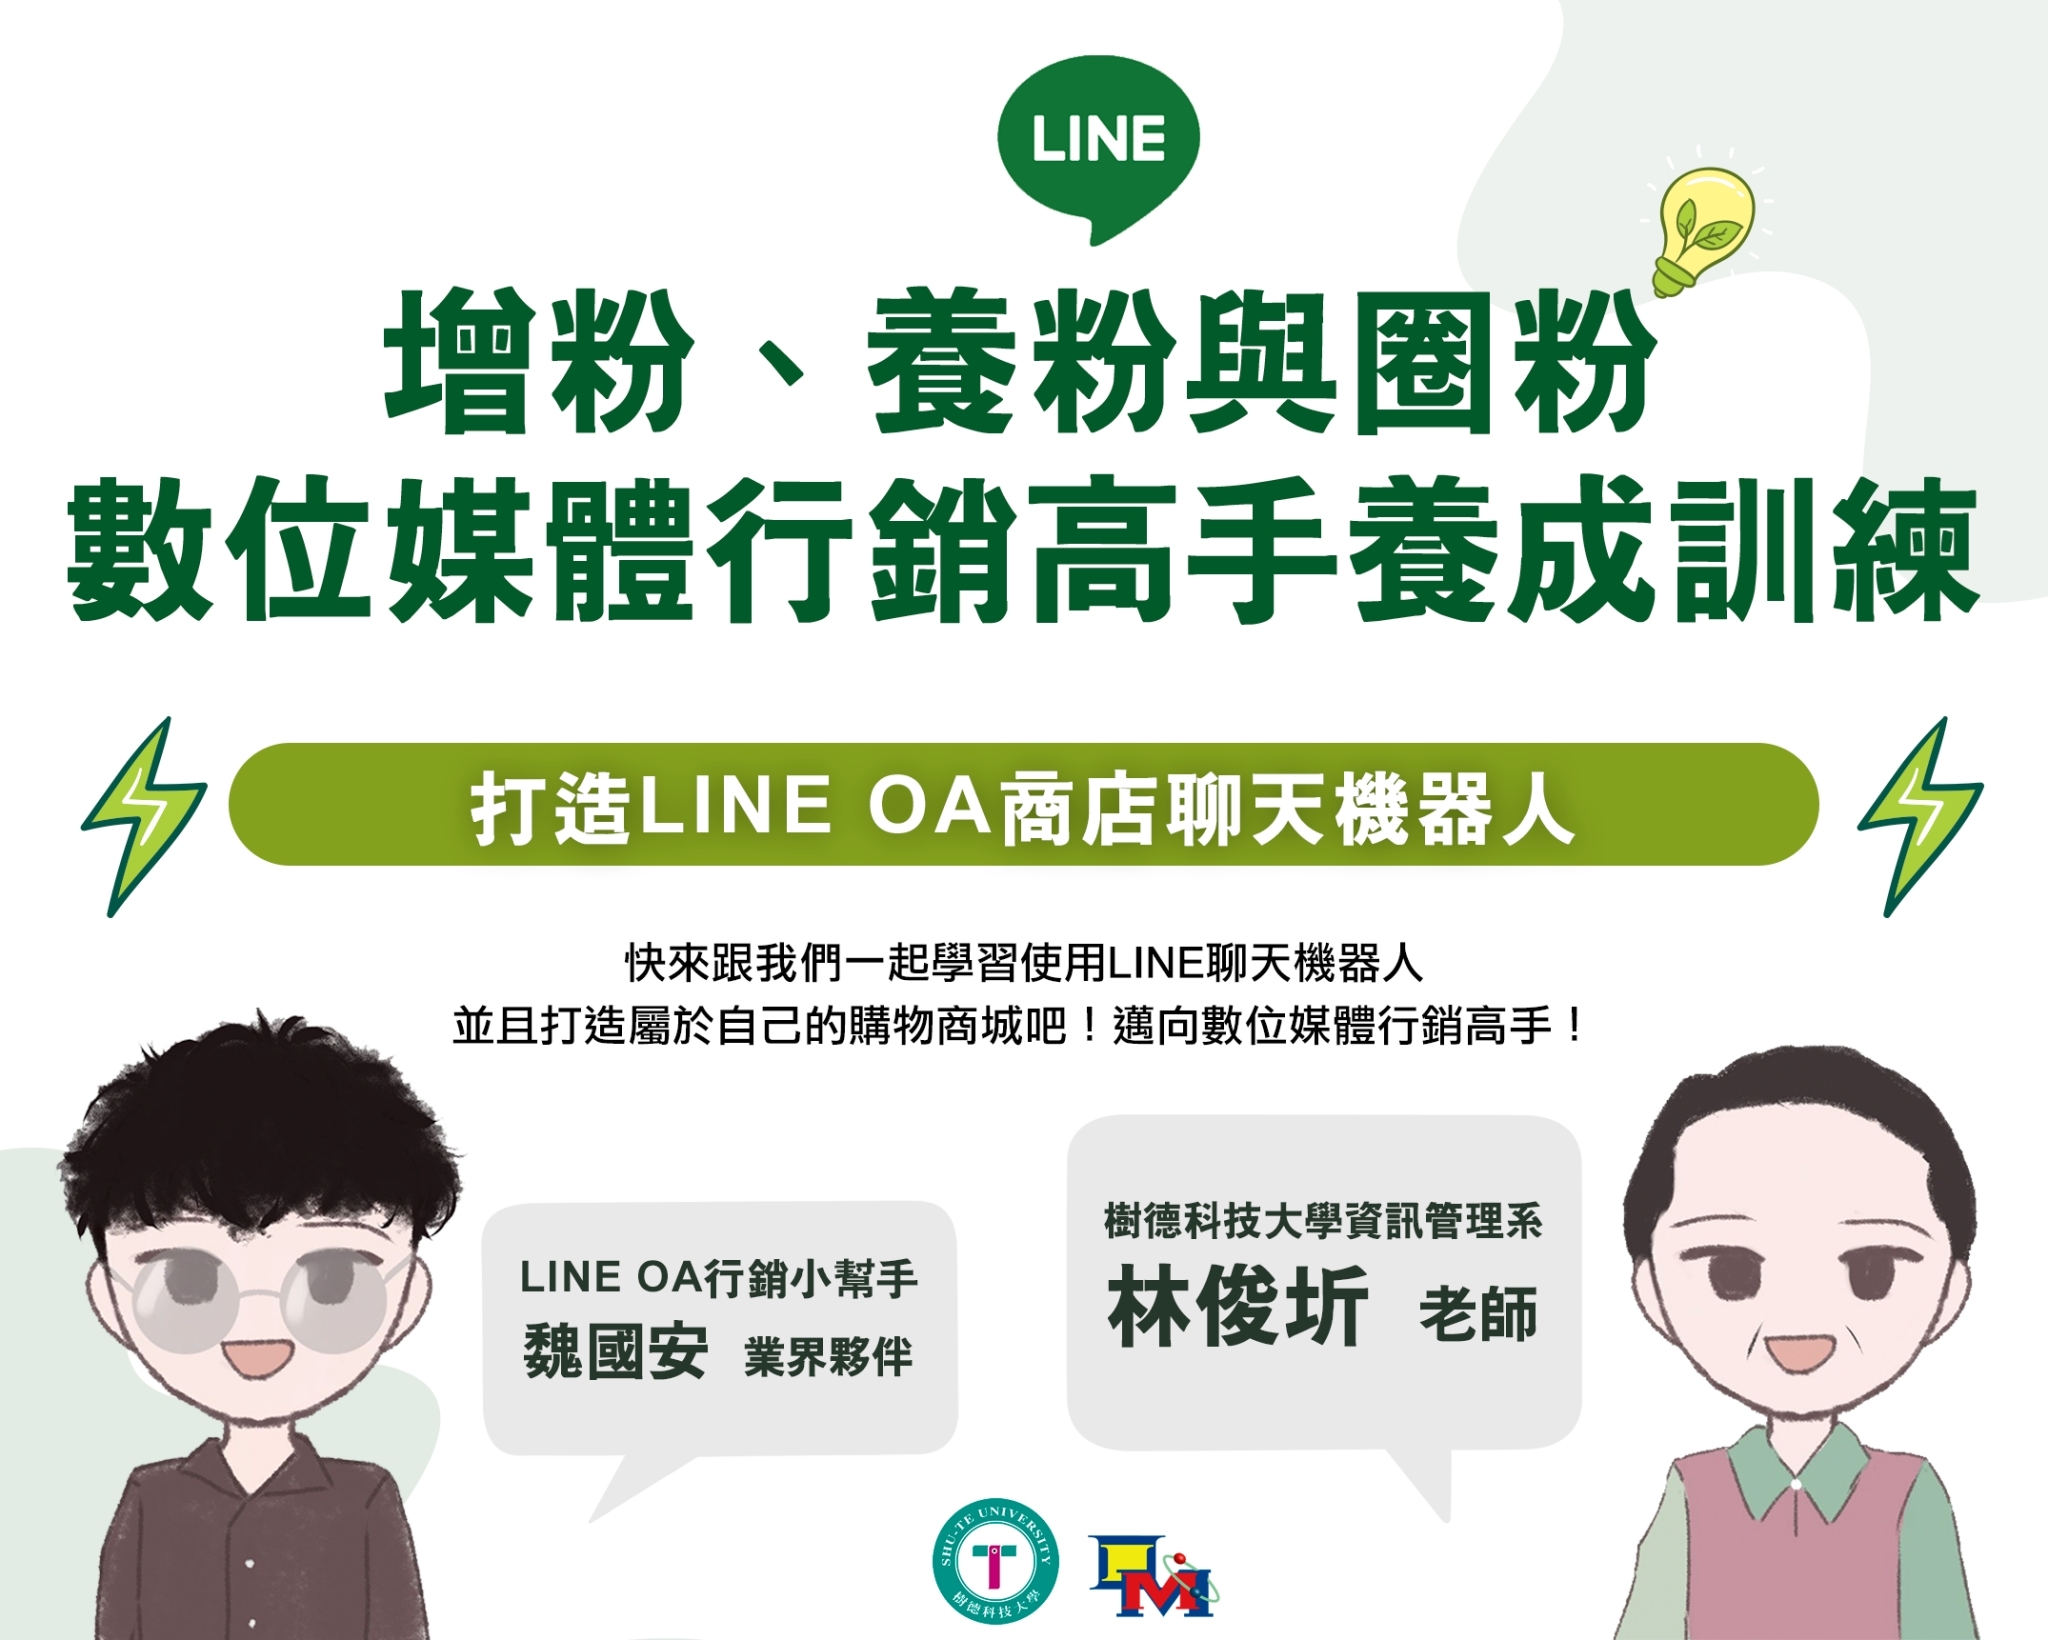 LINE
增粉、養粉與圈粉
數位媒體行銷高手養成訓練
打造LINE OA商店聊天機器人
快來跟我們一起學習使用LINE聊天機器人
並且打造屬於自己的購物商城吧！邁向數位媒體行銷高手！
樹德科技大學資訊管理系
林俊圻 老師
LINE OA行銷小幫手
魏國安 業界夥伴
SHU-TE UNIVERSITY
樹德科技大學
IM